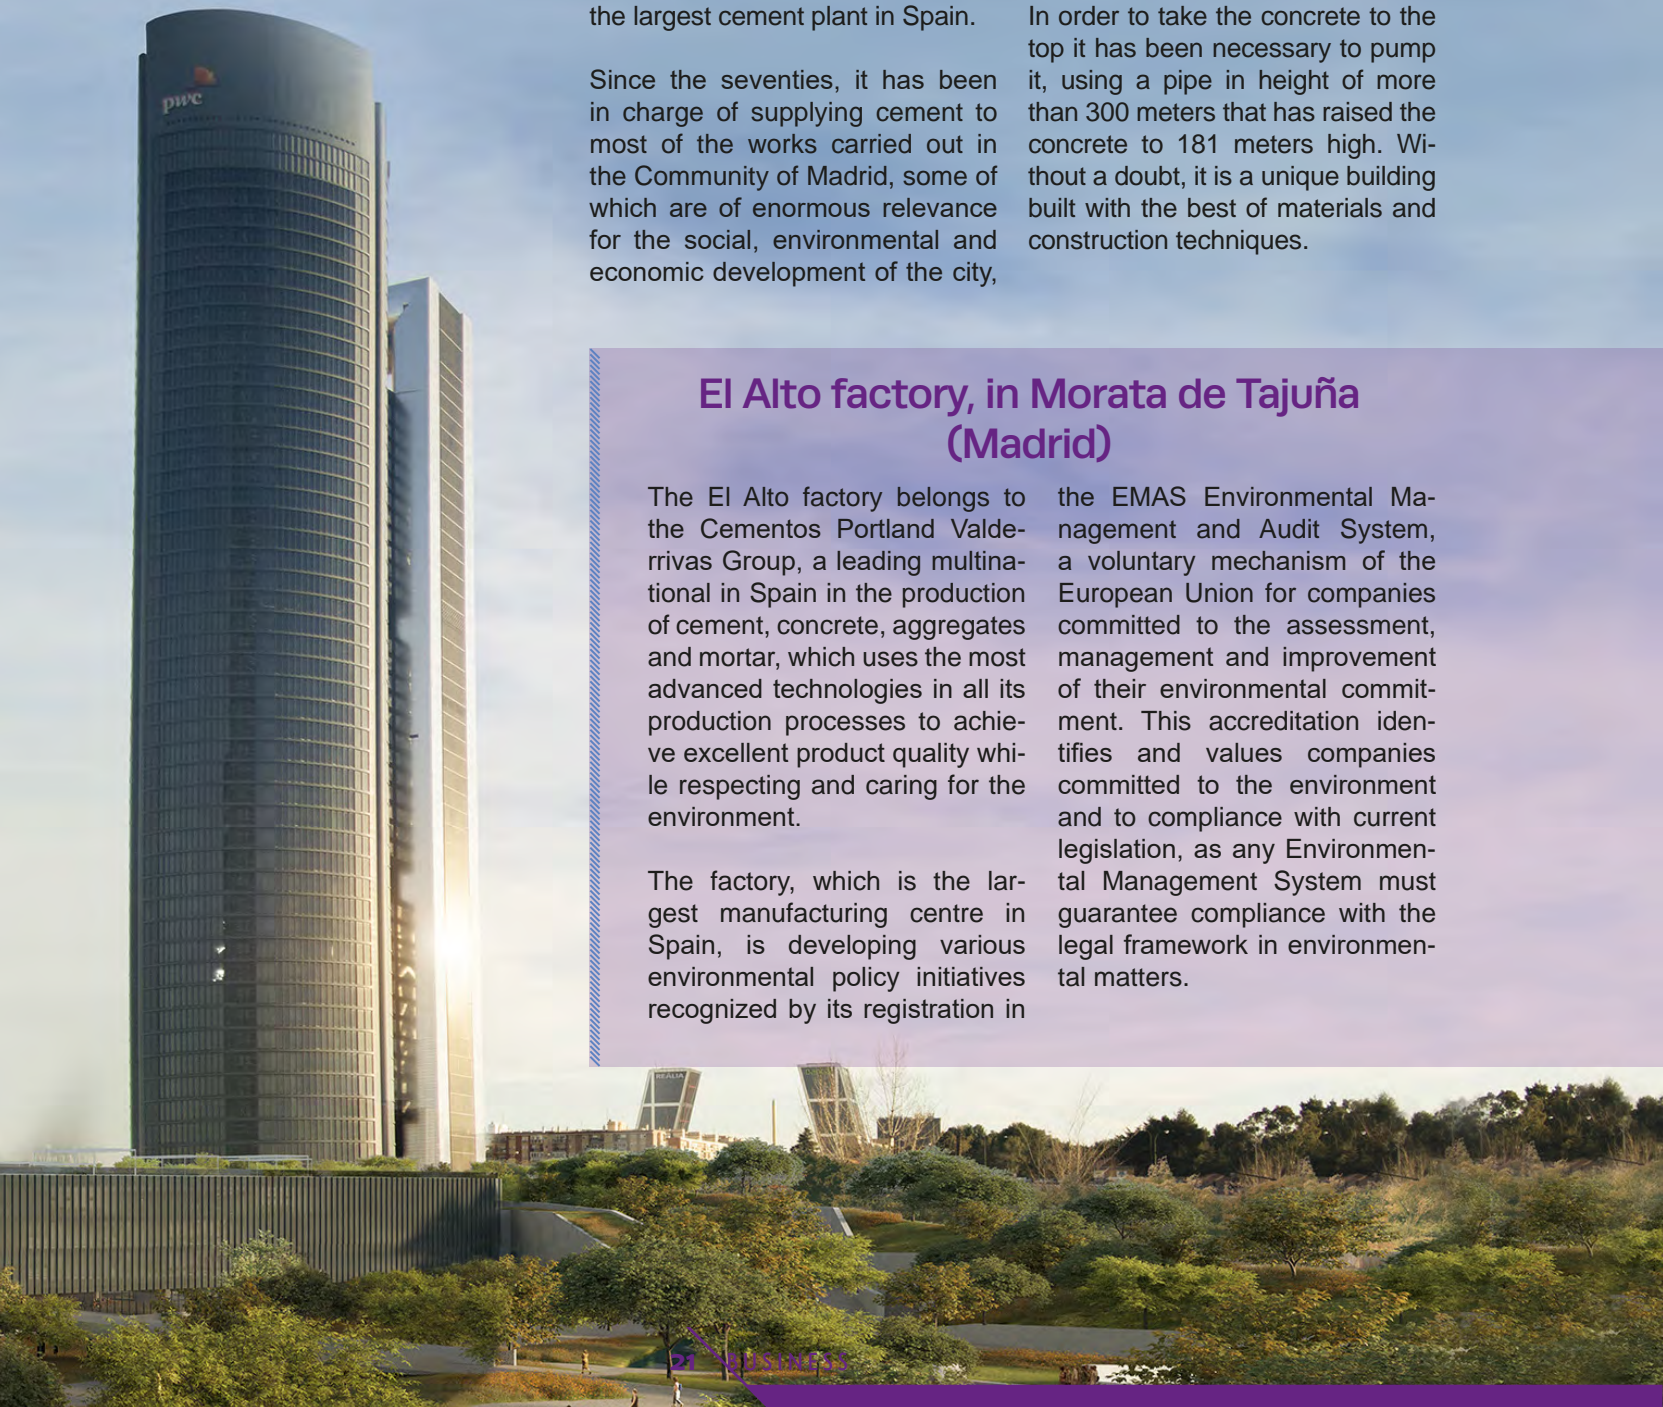 pwc
the largest cement plant in Spain.
Since the seventies, it has been
in charge of supplying cement to
most of the works carried out in
the Community of Madrid, some of
which are of enormous relevance
for the social, environmental and
economic development of the city,
In order to take the concrete to the
top it has been necessary to pump
it, using a pipe in height of more
than 300 meters that has raised the
concrete to 181 meters high. Wi-
thout a doubt, it is a unique building
built with the best of materials and
construction techniques.
El Alto factory, in Morata de Tajuña
(Madrid)
The El Alto factory belongs to
the Cementos Portland Valde-
rrivas Group, a leading multina-
tional in Spain in the production
of cement, concrete, aggregates
and mortar, which uses the most
advanced technologies in all its
production processes to achie-
ve excellent product quality whi-
le respecting and caring for the
environment.
The factory, which is the lar-
gest manufacturing centre in
Spain, is developing various
environmental policy initiatives
recognized by its registration in
the EMAS Environmental Ma-
nagement and Audit System,
a voluntary mechanism of the
European Union for companies
committed to the assessment,
management and improvement
of their environmental commit-
ment. This accreditation iden-
tifies and values companies
committed to the environment
and to compliance with current
legislation, as any Environmen-
tal Management System must
guarantee compliance with the
legal framework in environmen-
tal matters.
REALIA
21 BUSINESS